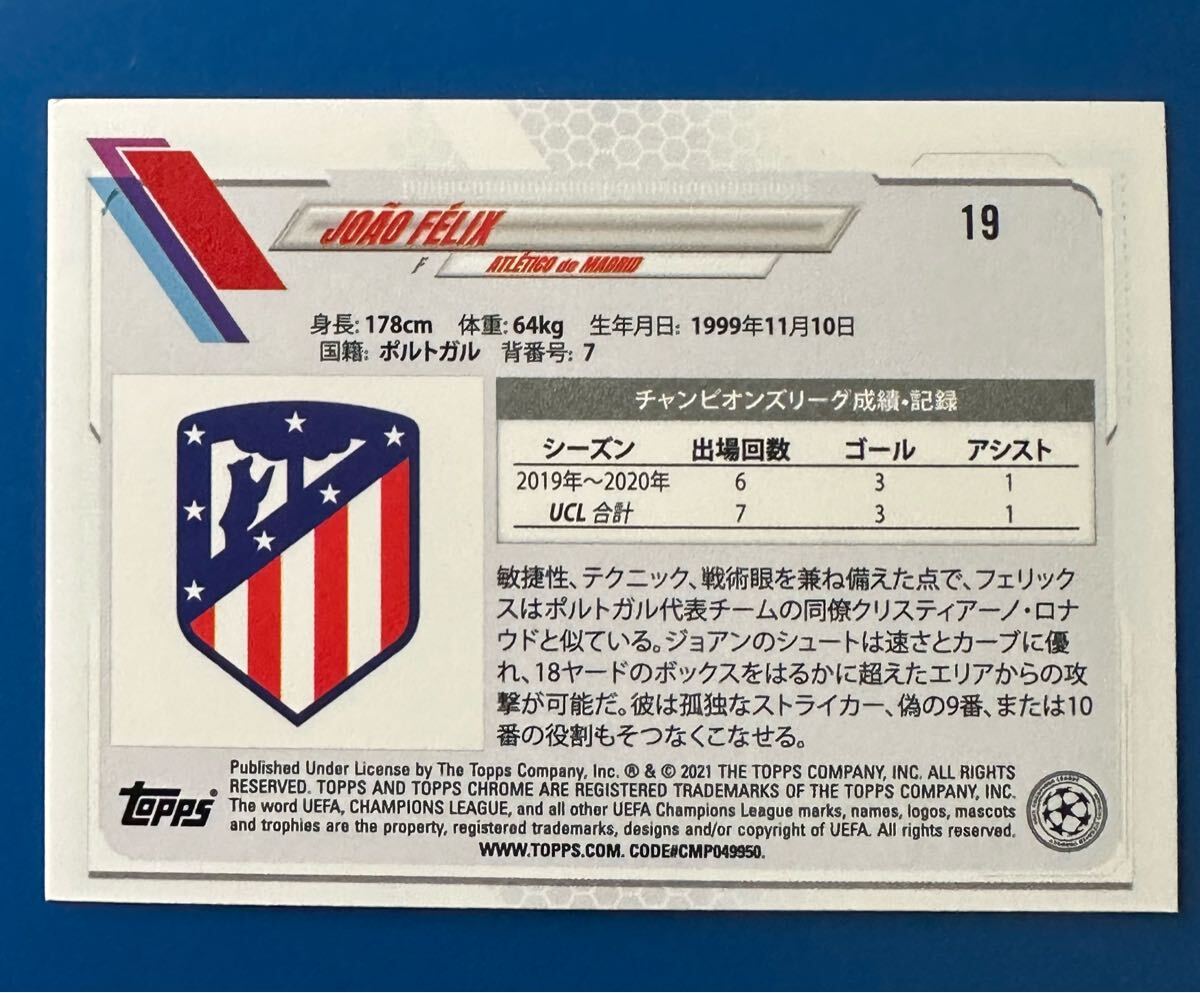 JOÃO FÉLIX
19
F ATLÉTICO de MADRID
身長: 178cm 体重: 64kg 生年月日: 1999年11月10日
国籍: ポルトガル 背番号: 7
チャンピオンズリーグ成績・記録
シーズン 出場回数 ゴール アシスト
2019年〜2020年 6 3 1
UCL 合計 7 3 1
敏捷性、テクニック、戦術眼を兼ね備えた点で、フェリック
スはポルトガル代表チームの同僚クリスティアーノ・ロナ
ウドと似ている。ジョアンのシュートは速さとカーブに優
れ、18ヤードのボックスをはるかに超えたエリアからの攻
撃が可能だ。彼は孤独なストライカー、偽の9番、または10
番の役割もそつなくこなせる。
topps®
Published Under License by The Topps Company, Inc. ® & © 2021 THE TOPPS COMPANY, INC. ALL RIGHTS
RESERVED. TOPPS AND TOPPS CHROME ARE REGISTERED TRADEMARKS OF THE TOPPS COMPANY, INC.
The word UEFA, CHAMPIONS LEAGUE, and all other UEFA Champions League marks, names, logos, mascots
and trophies are the property, registered trademarks, designs and/or copyright of UEFA. All rights reserved.
WWW.TOPPS.COM. CODE#CMP049950.